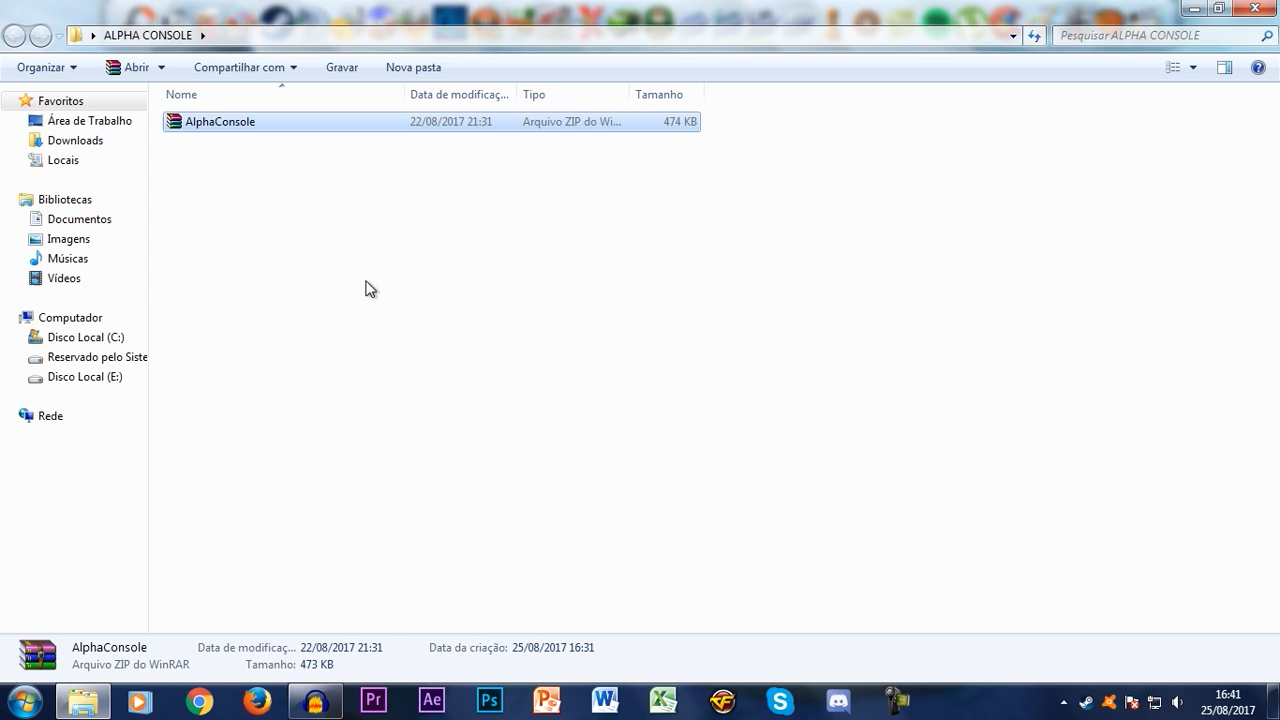 ALPHA CONSOLE
Pesquisar ALPHA CONSOLE
Organizar
Abrir
Compartilhar com
Gravar
Nova pasta
Favoritos
Área de Trabalho
Downloads
Locais
Bibliotecas
Documentos
Imagens
Músicas
Vídeos
Computador
Disco Local (C:)
Reservado pelo Siste
Disco Local (E:)
Rede
Nome Data de modificaç... Tipo Tamanho
AlphaConsole 22/08/2017 21:31 Arquivo ZIP do Wi... 474 KB
AlphaConsole Data de modificaç... 22/08/2017 21:31 Data da criação: 25/08/2017 16:31
Arquivo ZIP do WinRAR Tamanho: 473 KB
Pr Ae Ps P W X S
16:41
25/08/2017